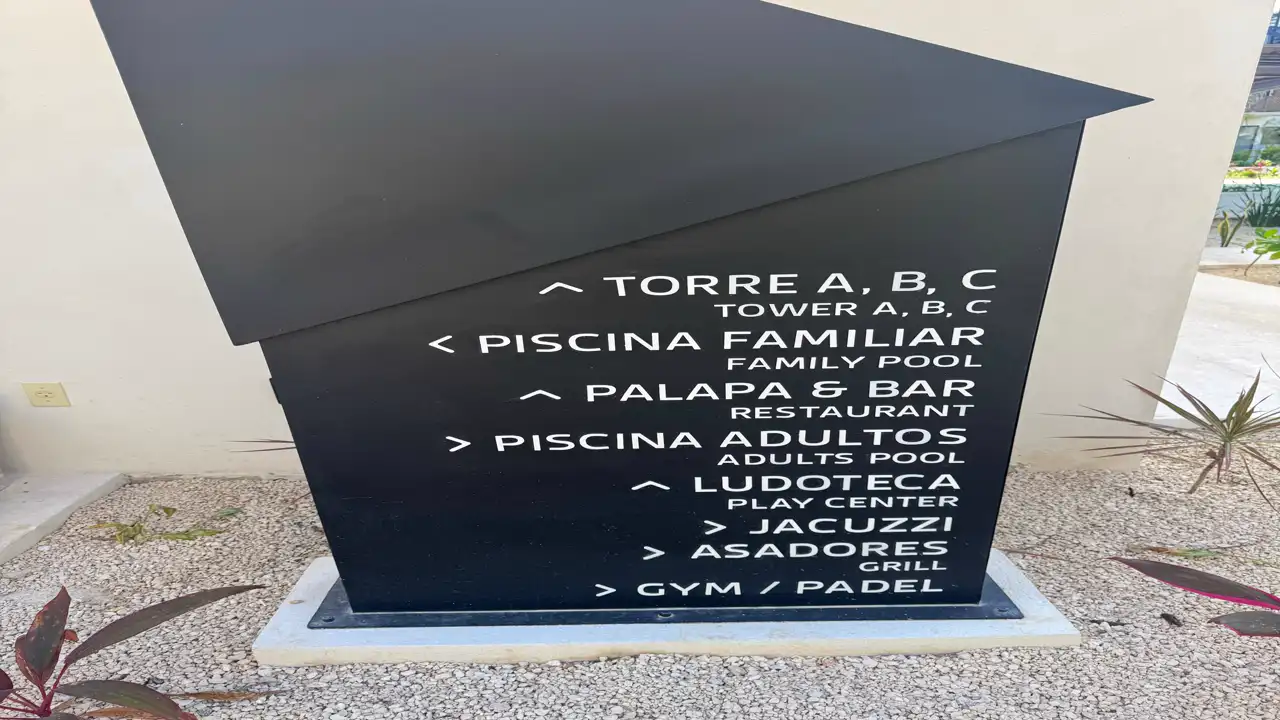 ^ TORRE A, B, C
TOWER A, B, C
< PISCINA FAMILIAR
FAMILY POOL
^ PALAPA & BAR
RESTAURANT
> PISCINA ADULTOS
ADULTS POOL
^ LUDOTECA
PLAY CENTER
> JACUZZI
> ASADORES
GRILL
> GYM / PADEL